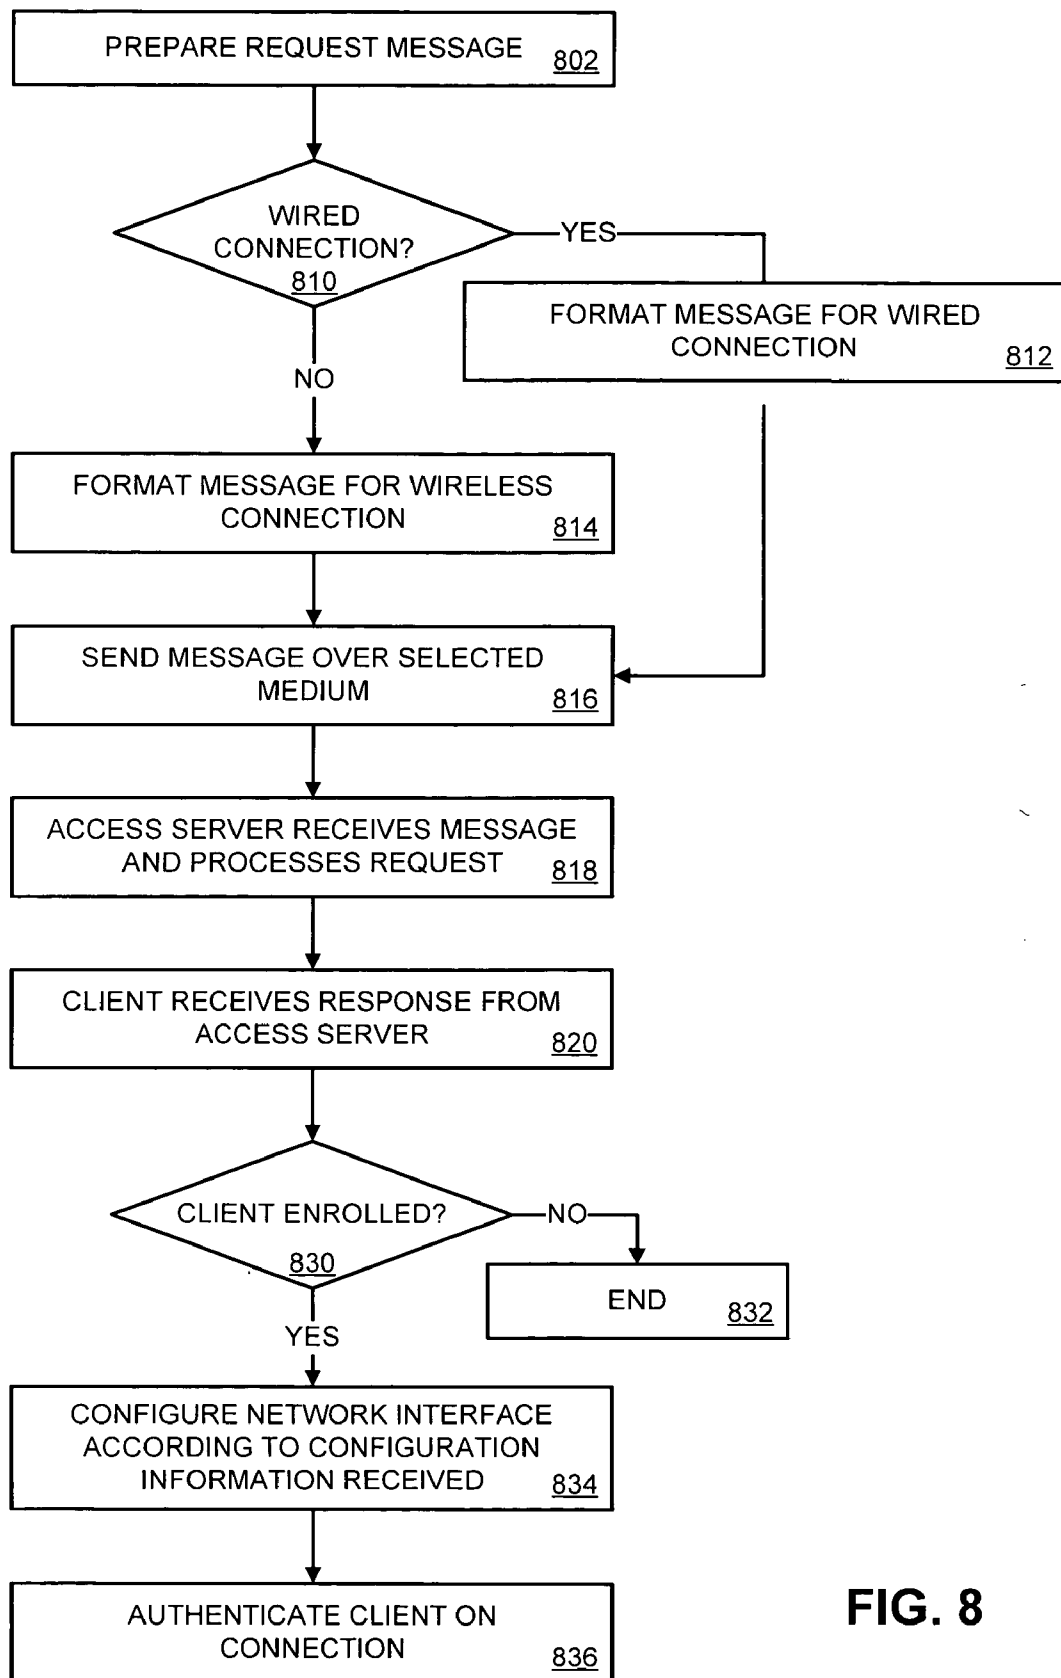 PREPARE REQUEST MESSAGE
802
WIRED
CONNECTION?
810
YES
FORMAT MESSAGE FOR WIRED
CONNECTION
812
NO
FORMAT MESSAGE FOR WIRELESS
CONNECTION
814
SEND MESSAGE OVER SELECTED
MEDIUM
816
ACCESS SERVER RECEIVES MESSAGE
AND PROCESSES REQUEST
818
CLIENT RECEIVES RESPONSE FROM
ACCESS SERVER
820
CLIENT ENROLLED?
830
NO
END
832
YES
CONFIGURE NETWORK INTERFACE
ACCORDING TO CONFIGURATION
INFORMATION RECEIVED
834
AUTHENTICATE CLIENT ON
CONNECTION
836
FIG. 8